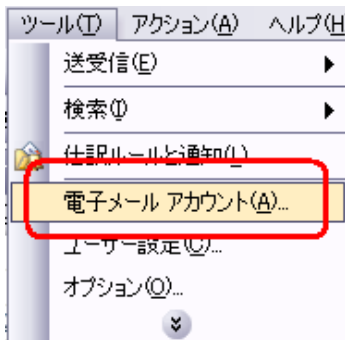 ツール(T) アクション(A) ヘルプ(H
送受信(E)
検索(I)
仕訳ルールと通知(L)
電子メール アカウント(A)...
ユーザー設定(C)...
オプション(O)...